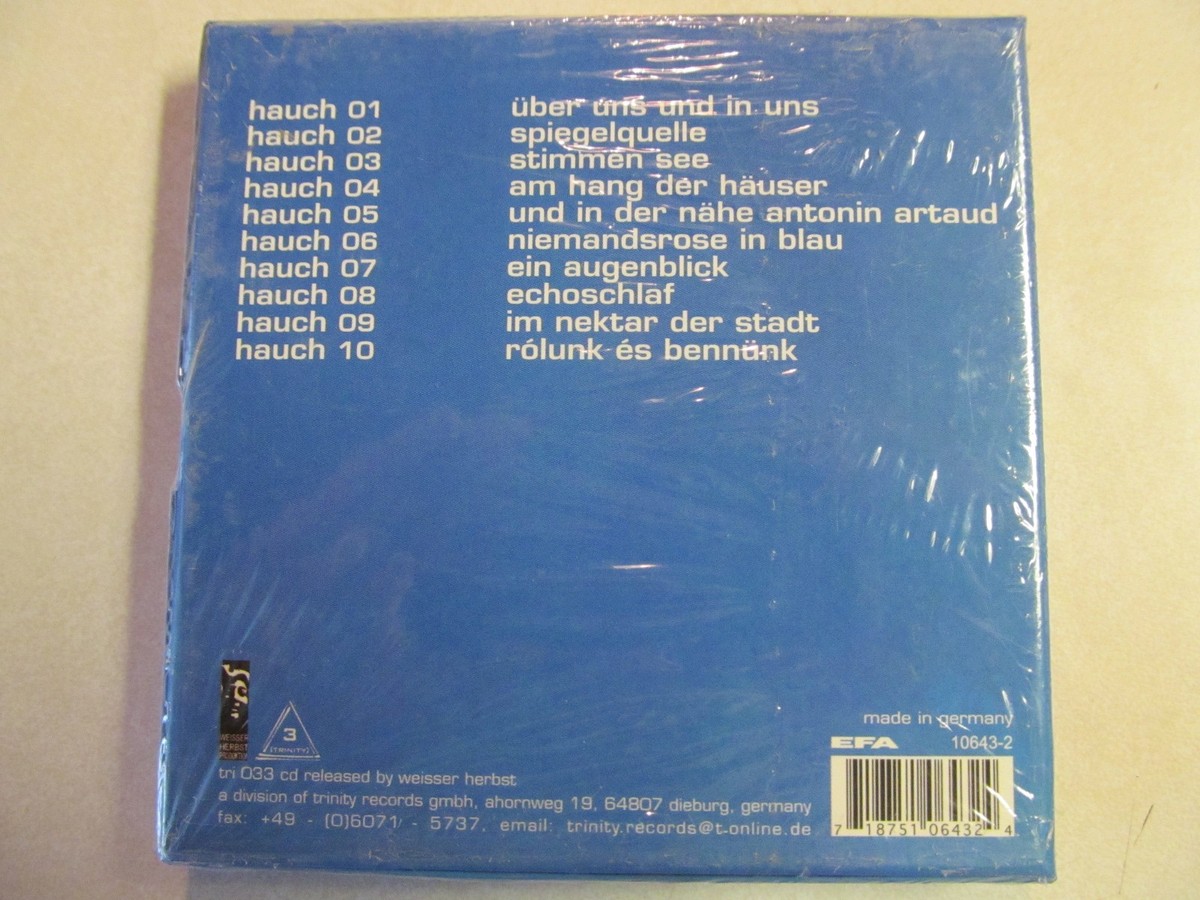 hauch 01 über uns und in uns
hauch 02 spiegelquelle
hauch 03 stimmen see
hauch 04 am hang der häuser
hauch 05 und in der nähe antonin artaud
hauch 06 niemandsrose in blau
hauch 07 ein augenblick
hauch 08 echoschlaf
hauch 09 im nektar der stadt
hauch 10 rólunk és bennünk
WEISSER
HERBST
3
[TRINITY]
made in germany
EFA 10643-2
tri 033 cd released by weisser herbst
a division of trinity records gmbh, ahornweg 19, 64807 dieburg, germany
fax: +49 - (0)6071 - 5737, email: trinity.records@t-online.de
7 18751 06432 4